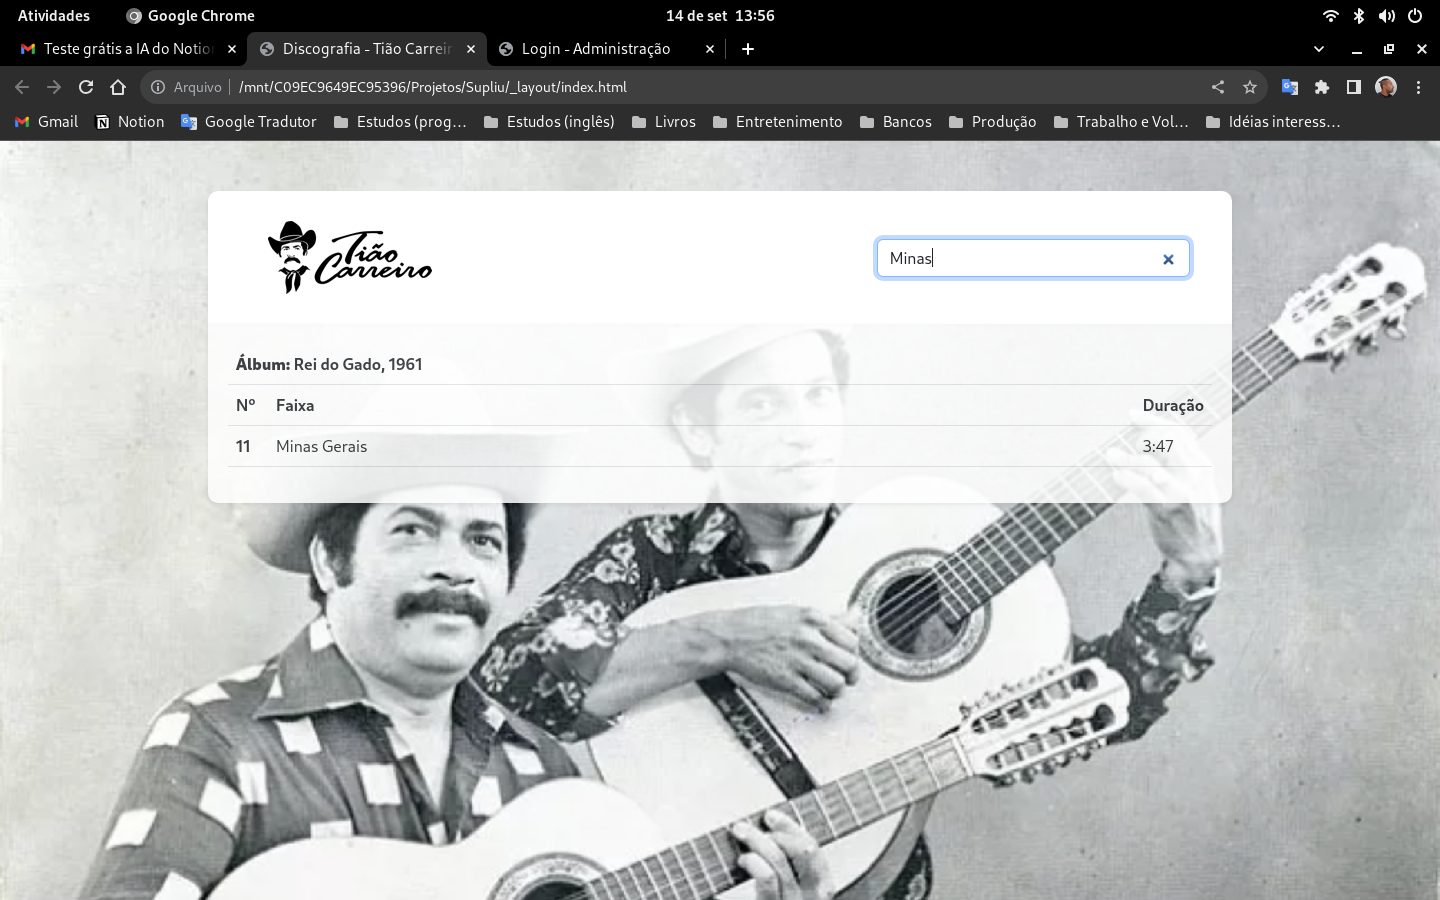 Atividades Google Chrome 14 de set 13:56
Teste grátis a IA do Notion Discografia - Tião Carreir Login - Administração
Arquivo /mnt/C09EC9649EC95396/Projetos/Supliu/_layout/index.html
Gmail Notion Google Tradutor Estudos (prog… Estudos (inglês) Livros Entretenimento Bancos Produção Trabalho e Vol… Idéias interess…
Tião
Carreiro
Minas
Álbum: Rei do Gado, 1961
Nº Faixa Duração
11 Minas Gerais 3:47